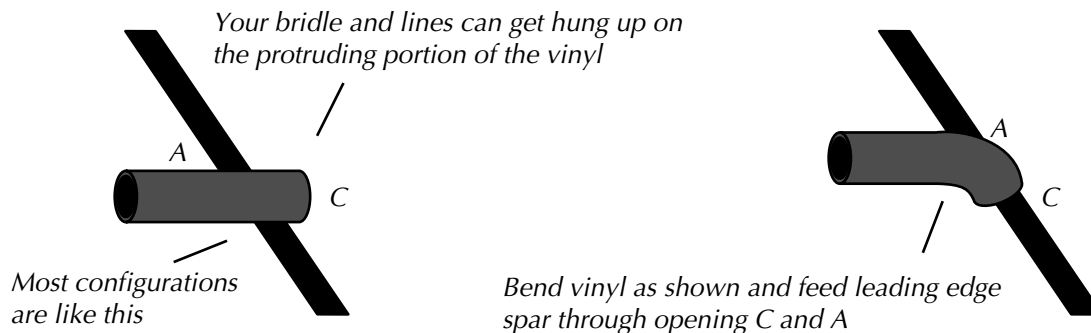 Your bridle and lines can get hung up on
the protruding portion of the vinyl
A
C
Most configurations
are like this
A
C
Bend vinyl as shown and feed leading edge
spar through opening C and A